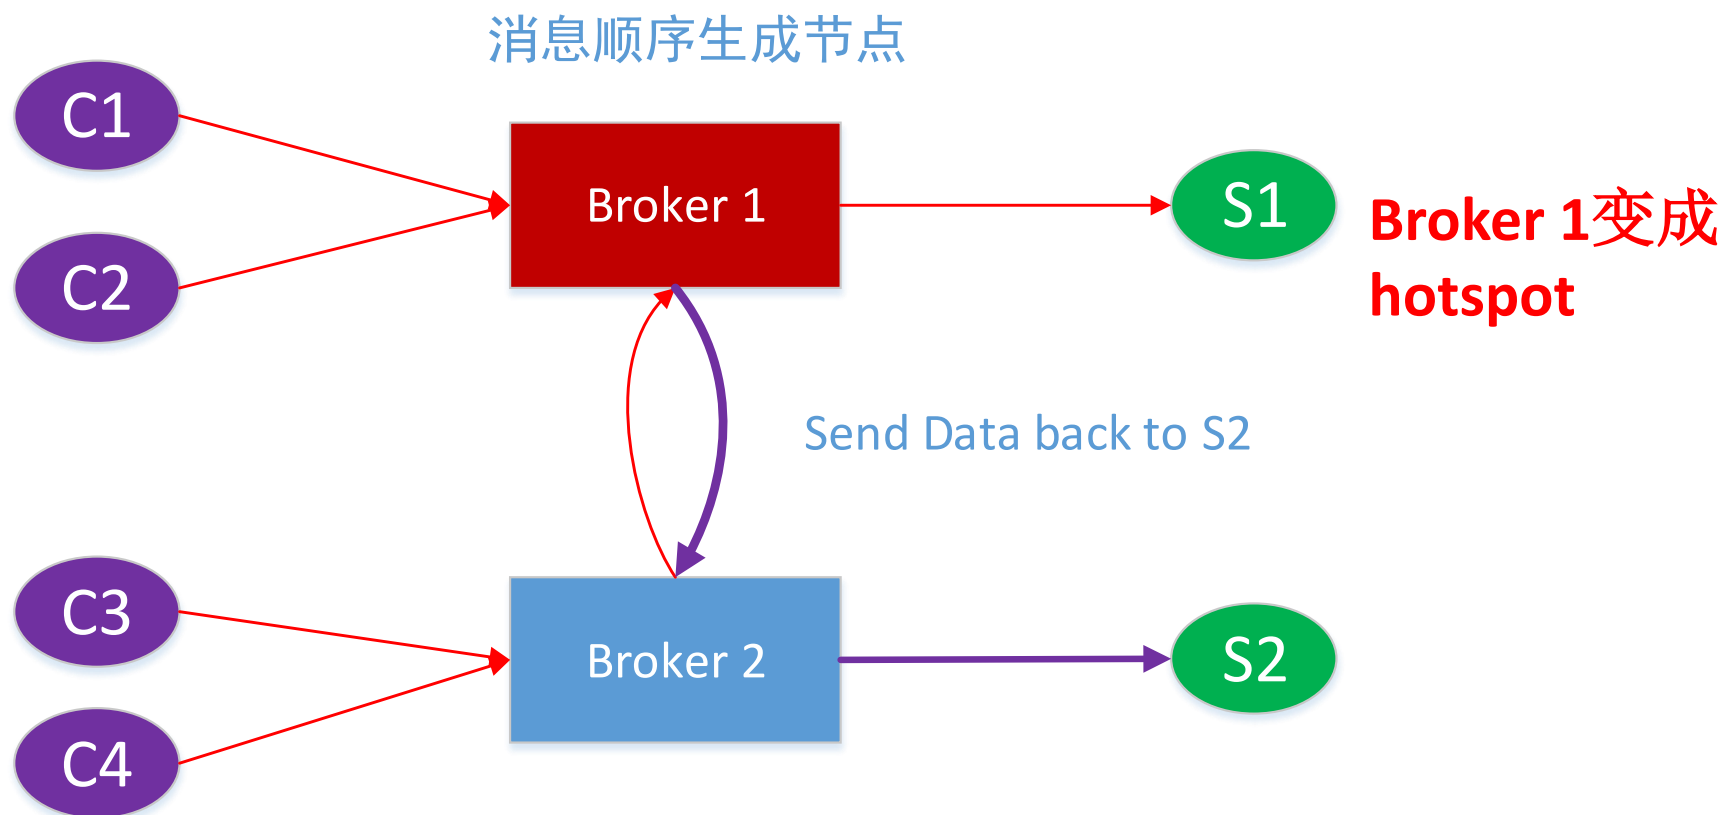 消息顺序生成节点
C1
Broker 1
S1
Broker 1变成
hotspot
C2
Send Data back to S2
C3
Broker 2
S2
C4